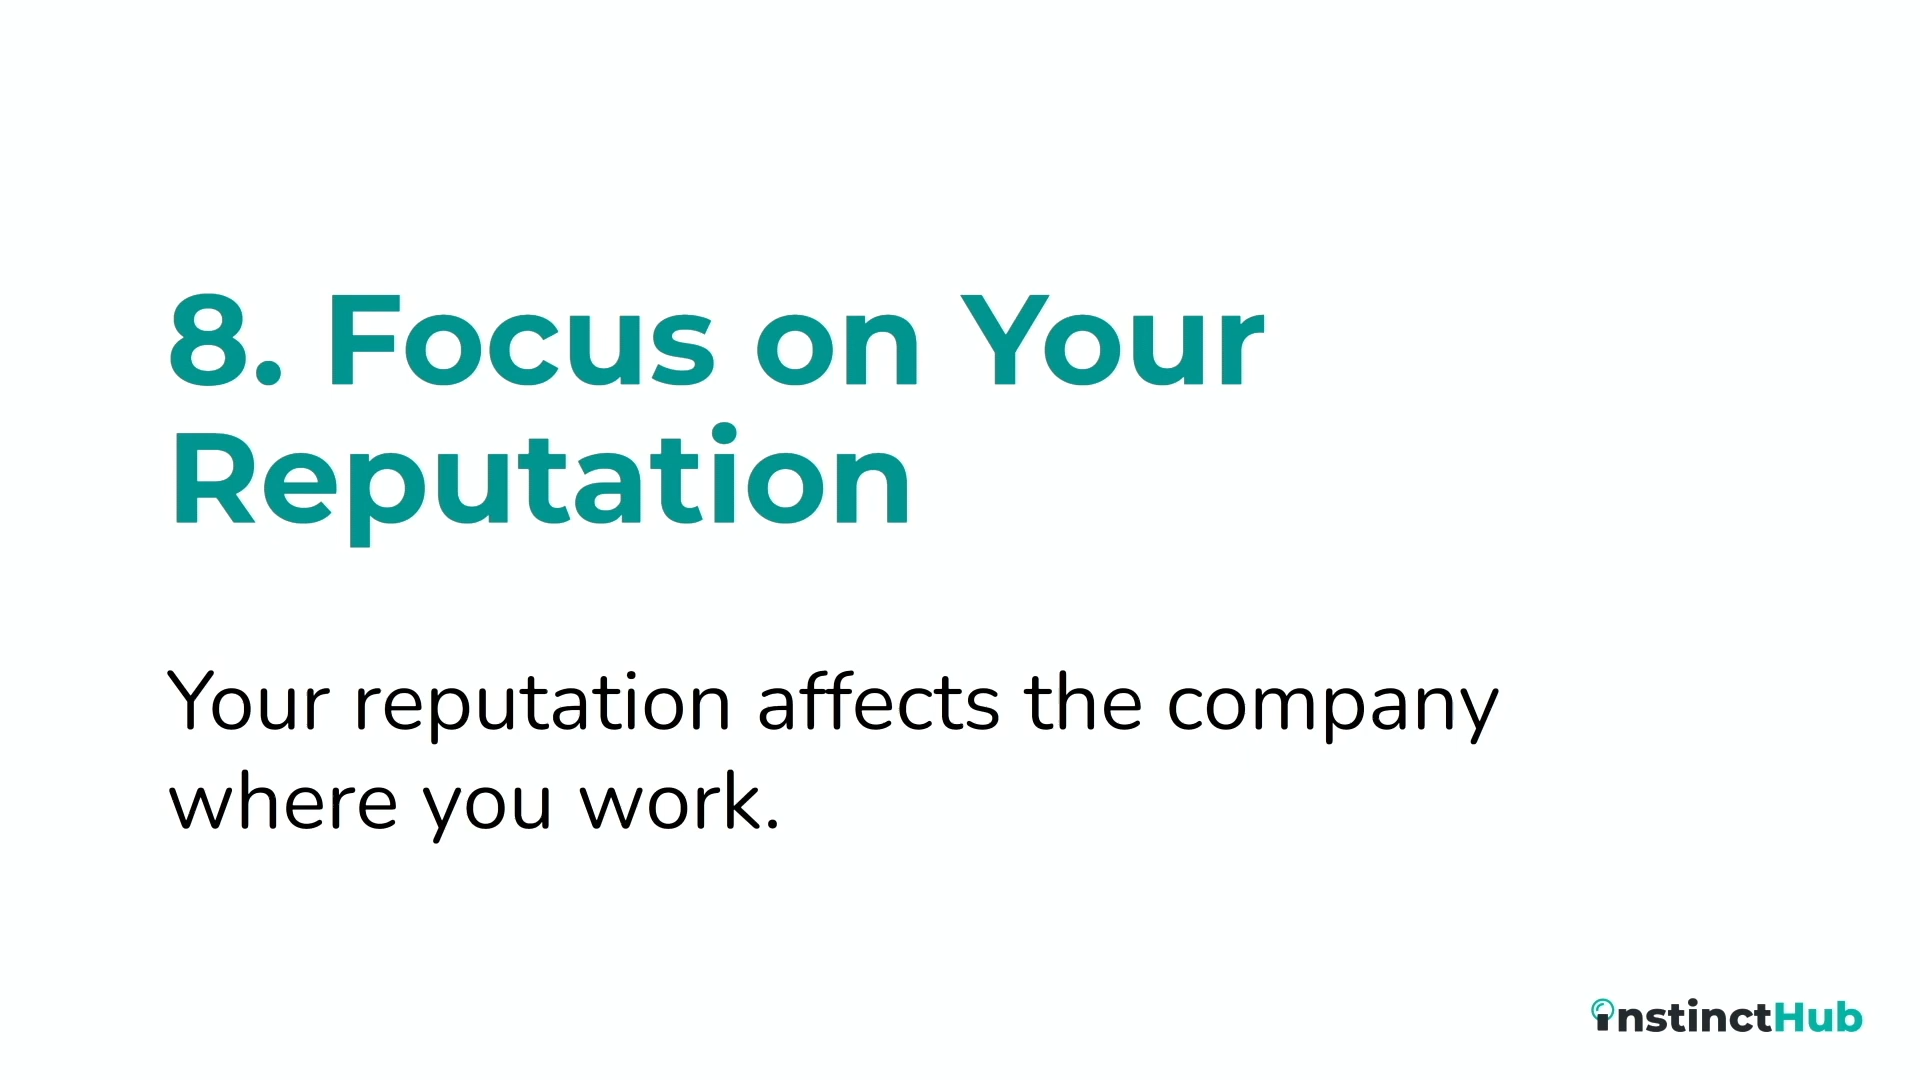 8. Focus on Your
Reputation
Your reputation affects the company
where you work.
instinctHub